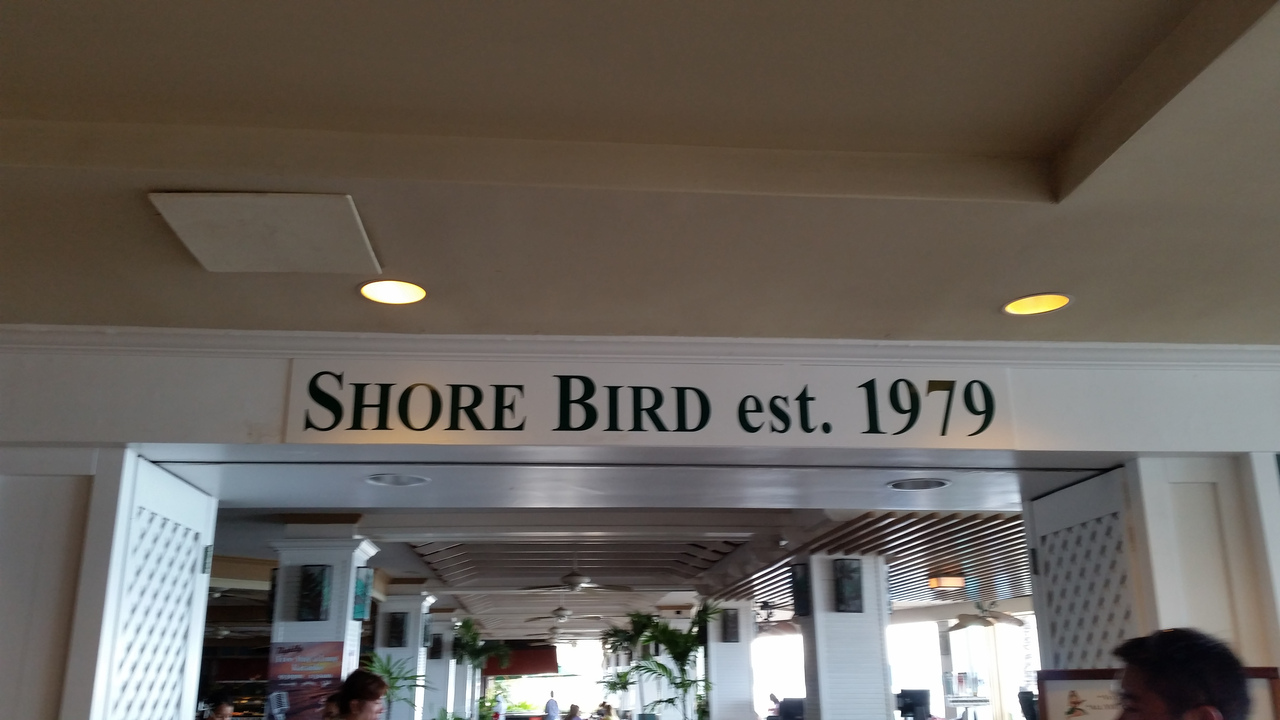 SHORE BIRD est. 1979